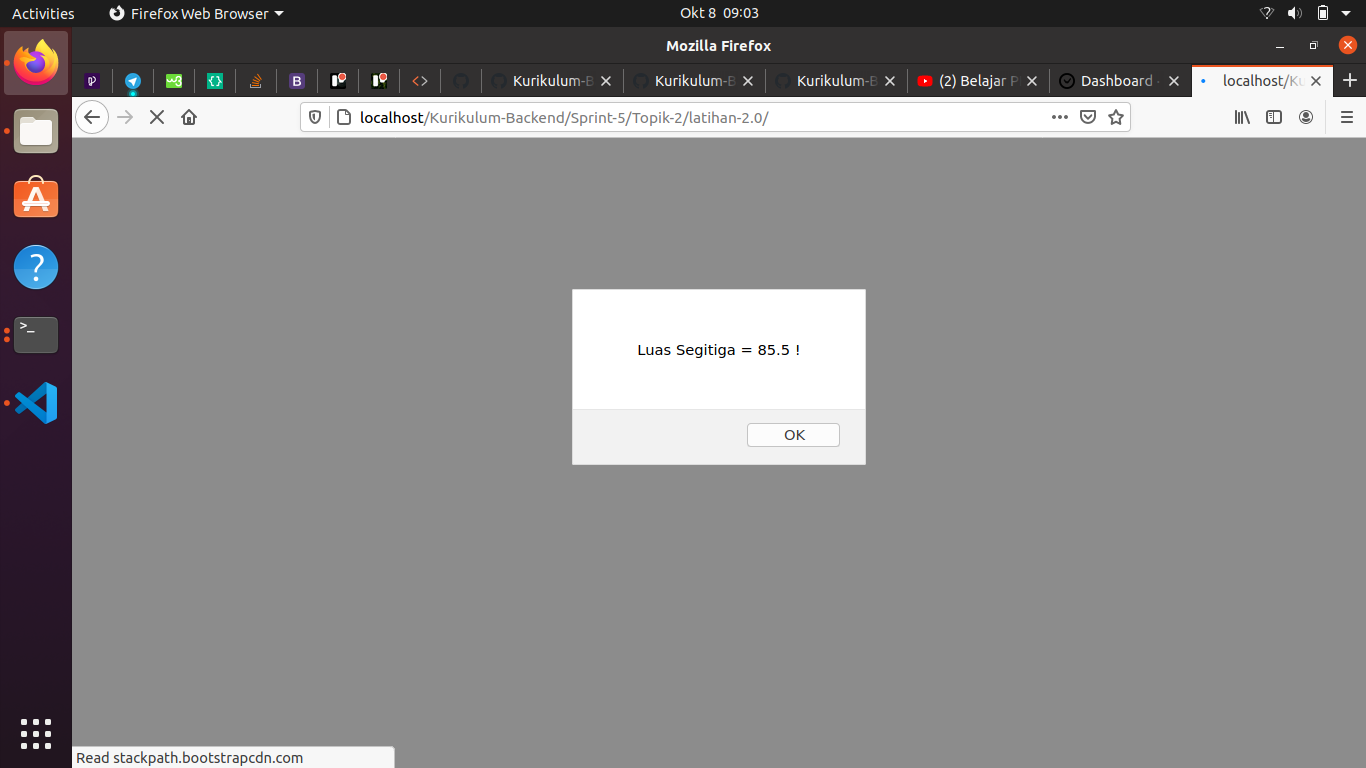 Activities
Firefox Web Browser
Okt 8 09:03
Mozilla Firefox
Kurikulum-B
Kurikulum-B
Kurikulum-B
(2) Belajar P
Dashboard
localhost/Ku
localhost/Kurikulum-Backend/Sprint-5/Topik-2/latihan-2.0/
Luas Segitiga = 85.5 !
OK
Read stackpath.bootstrapcdn.com